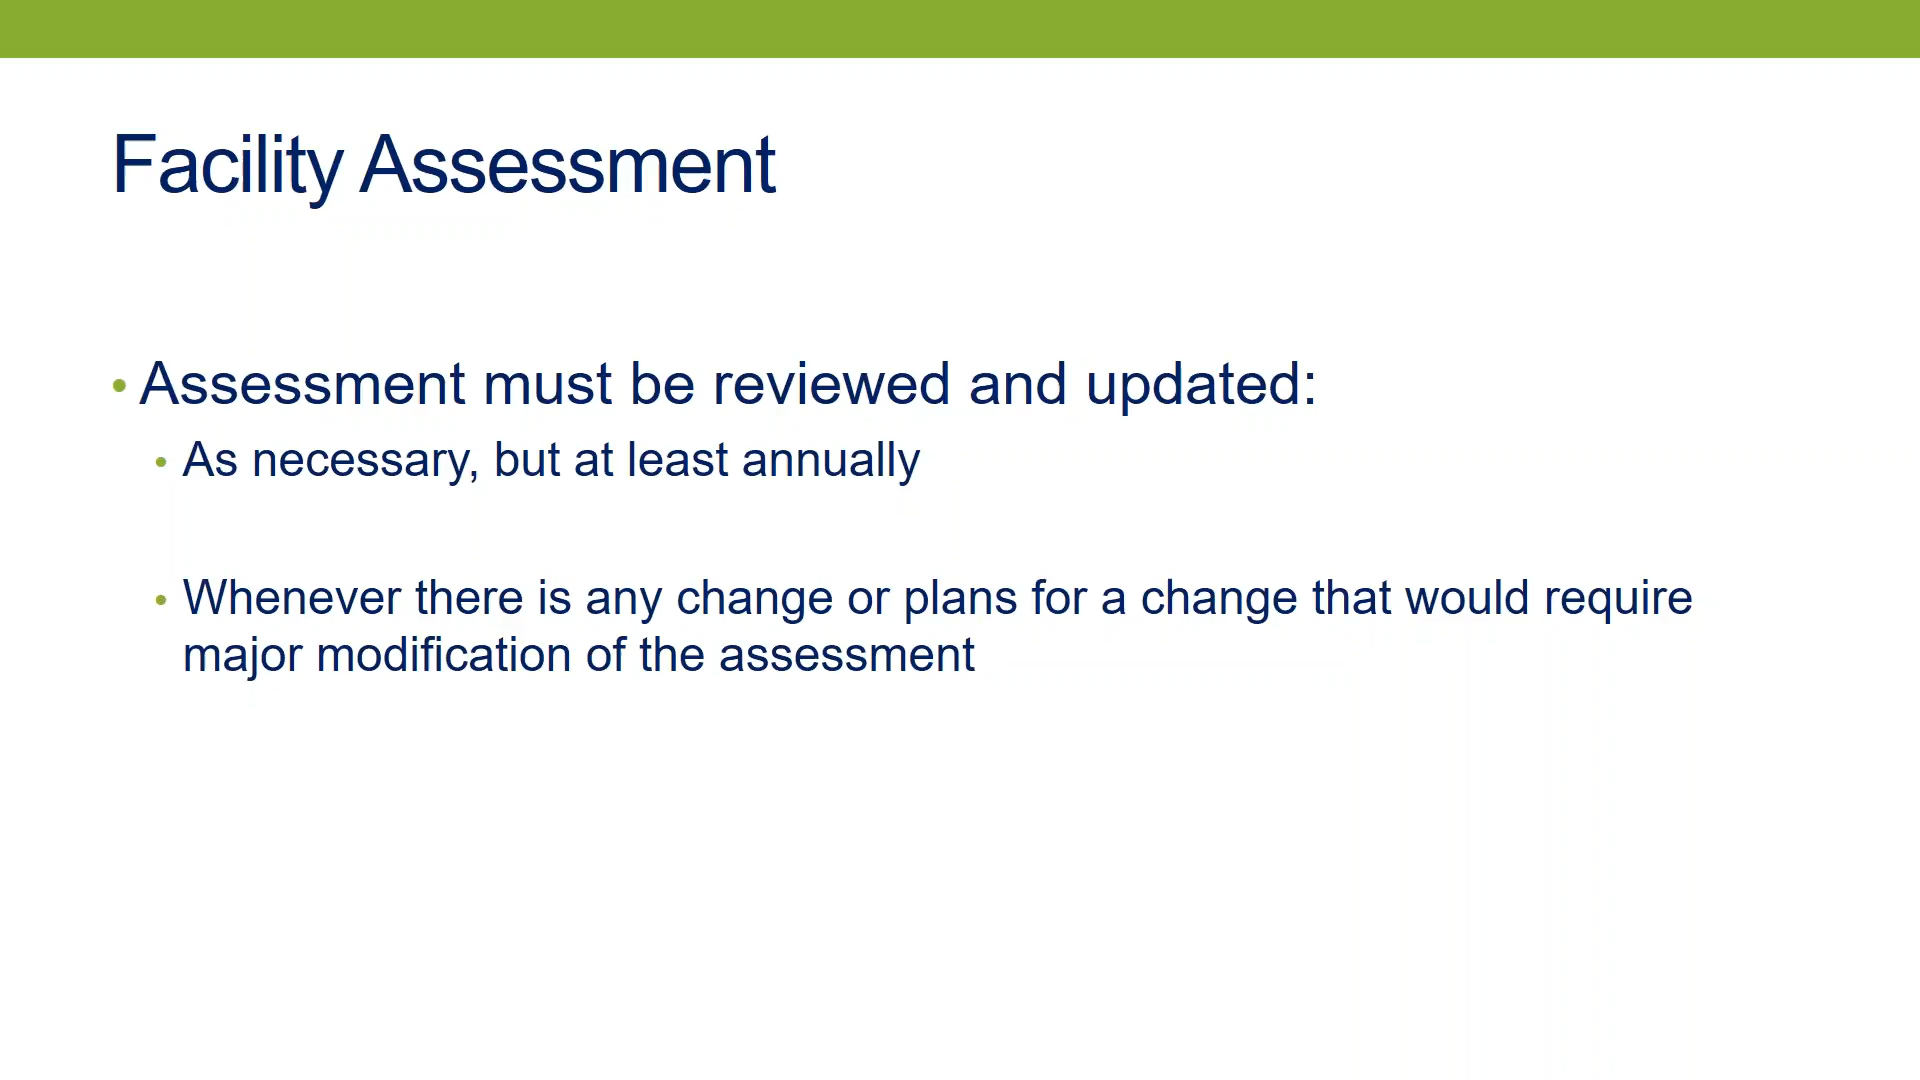 Facility Assessment
• Assessment must be reviewed and updated:
• As necessary, but at least annually
• Whenever there is any change or plans for a change that would require
major modification of the assessment